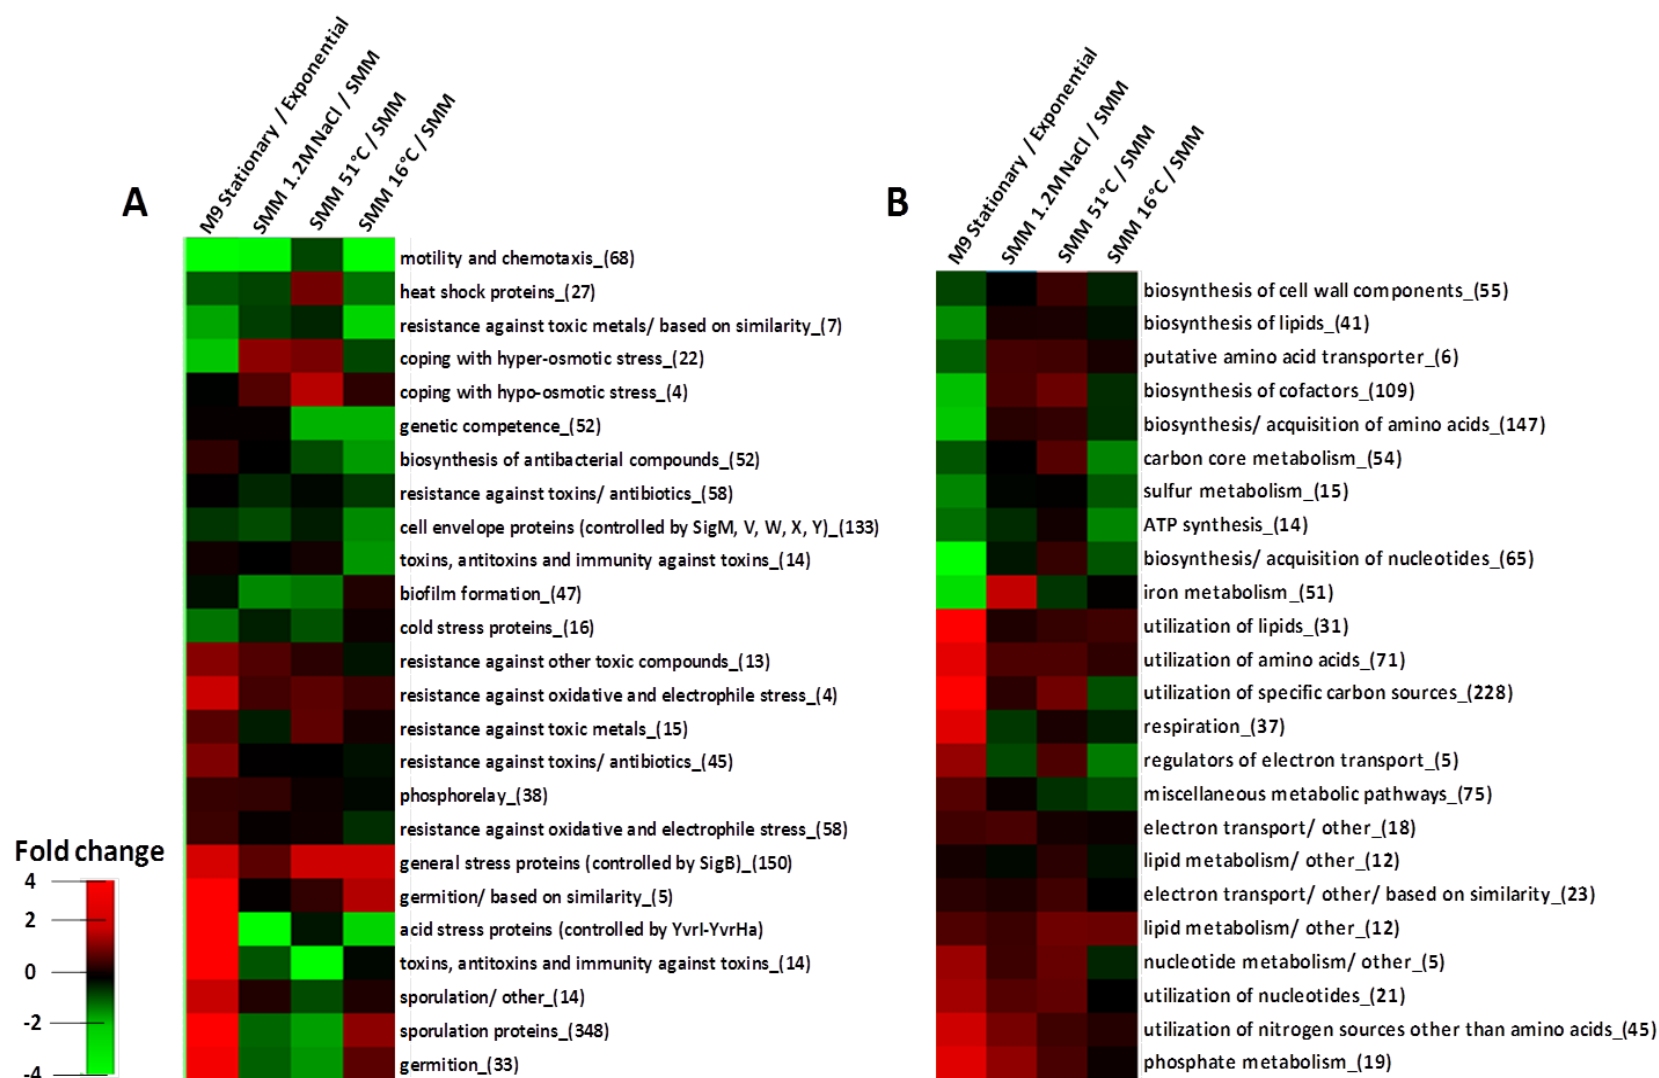 A
M9 Stationary / Exponential
SMM 1.2M NaCl / SMM
SMM 51°C / SMM
SMM 16°C / SMM
motility and chemotaxis_(68)
heat shock proteins_(27)
resistance against toxic metals/ based on similarity_(7)
coping with hyper-osmotic stress_(22)
coping with hypo-osmotic stress_(4)
genetic competence_(52)
biosynthesis of antibacterial compounds_(52)
resistance against toxins/ antibiotics_(58)
cell envelope proteins (controlled by SigM, V, W, X, Y)_(133)
toxins, antitoxins and immunity against toxins_(14)
biofilm formation_(47)
cold stress proteins_(16)
resistance against other toxic compounds_(13)
resistance against oxidative and electrophile stress_(4)
resistance against toxic metals_(15)
resistance against toxins/ antibiotics_(45)
phosphorelay_(38)
resistance against oxidative and electrophile stress_(58)
general stress proteins (controlled by SigB)_(150)
germition/ based on similarity_(5)
acid stress proteins (controlled by YvrI-YvrHa)
toxins, antitoxins and immunity against toxins_(14)
sporulation/ other_(14)
sporulation proteins_(348)
germition_(33)
Fold change
4
2
0
-2
-4
B
M9 Stationary / Exponential
SMM 1.2M NaCl / SMM
SMM 51°C / SMM
SMM 16°C / SMM
biosynthesis of cell wall components_(55)
biosynthesis of lipids_(41)
putative amino acid transporter_(6)
biosynthesis of cofactors_(109)
biosynthesis/ acquisition of amino acids_(147)
carbon core metabolism_(54)
sulfur metabolism_(15)
ATP synthesis_(14)
biosynthesis/ acquisition of nucleotides_(65)
iron metabolism_(51)
utilization of lipids_(31)
utilization of amino acids_(71)
utilization of specific carbon sources_(228)
respiration_(37)
regulators of electron transport_(5)
miscellaneous metabolic pathways_(75)
electron transport/ other_(18)
lipid metabolism/ other_(12)
electron transport/ other/ based on similarity_(23)
lipid metabolism/ other_(12)
nucleotide metabolism/ other_(5)
utilization of nucleotides_(21)
utilization of nitrogen sources other than amino acids_(45)
phosphate metabolism_(19)